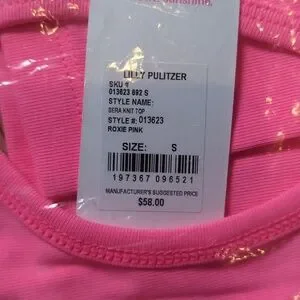 sunshine.
LILLY PULITZER
SKU #
013623 692 S
STYLE NAME:
SERA KNIT TOP
STYLE #: 013623
ROXIE PINK
SIZE: S
197367 096521
MANUFACTURER'S SUGGESTED PRICE
$58.00